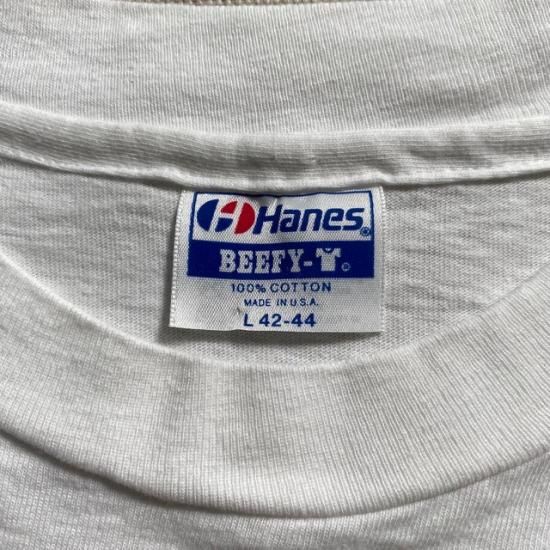 Hanes®
BEEFY-®
100% COTTON
MADE IN U.S.A.
L 42-44